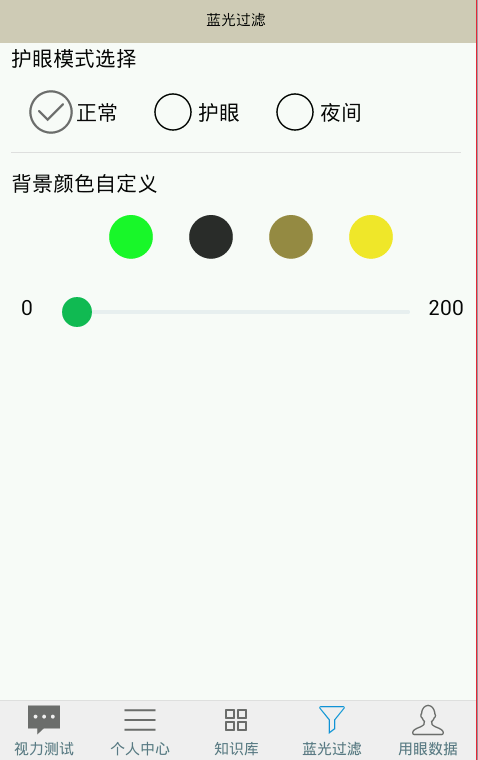 蓝光过滤
护眼模式选择
正常 护眼 夜间
背景颜色自定义
0 200
视力测试 个人中心 知识库 蓝光过滤 用眼数据